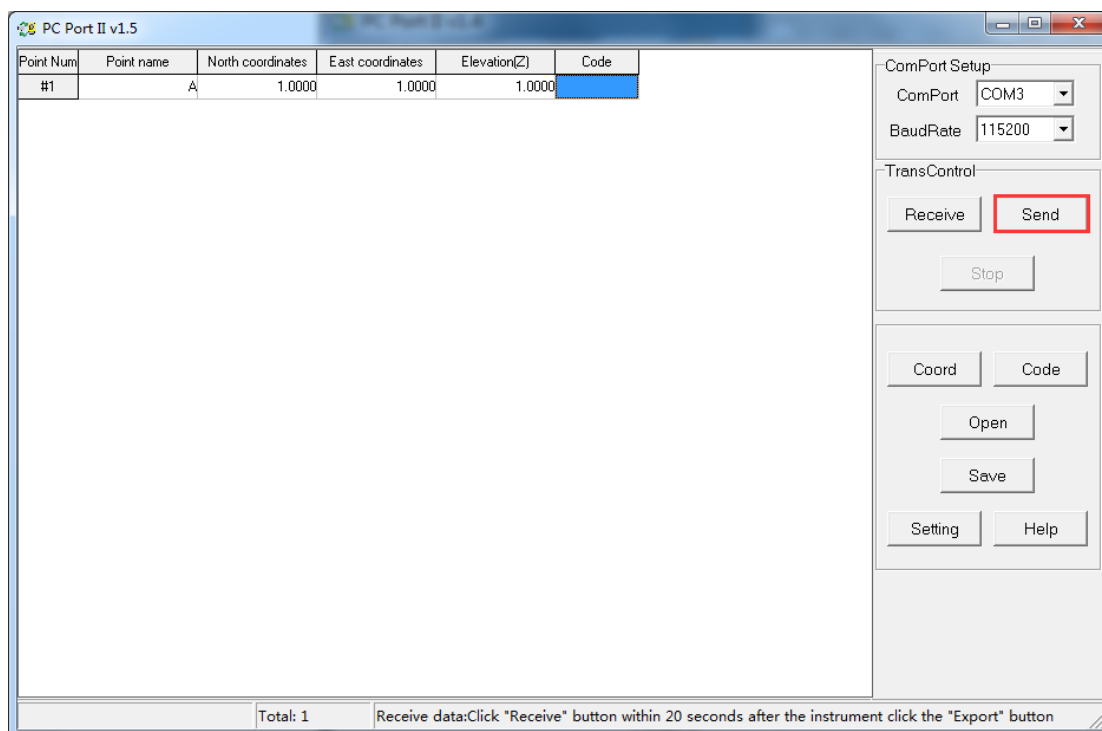 PC Port II v1.5
Point Num Point name North coordinates East coordinates Elevation(Z) Code
#1 A 1.0000 1.0000 1.0000
ComPort Setup
ComPort COM3
BaudRate 115200
TransControl
Receive Send
Stop
Coord Code
Open
Save
Setting Help
Total: 1 Receive data:Click "Receive" button within 20 seconds after the instrument click the "Export" button